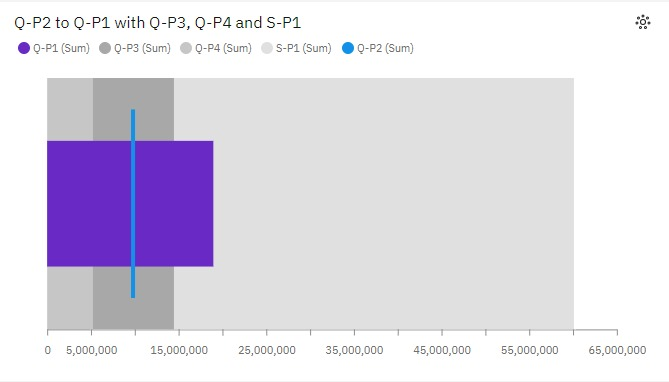 Q-P2 to Q-P1 with Q-P3, Q-P4 and S-P1
Q-P1 (Sum) Q-P3 (Sum) Q-P4 (Sum) S-P1 (Sum) Q-P2 (Sum)
0 5,000,000 15,000,000 25,000,000 35,000,000 45,000,000 55,000,000 65,000,000